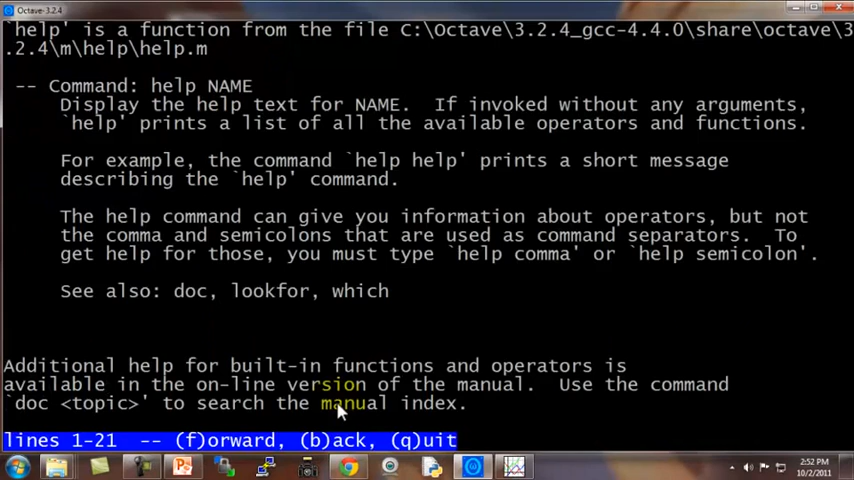 Octave-3.2.4
`help' is a function from the file C:\Octave\3.2.4_gcc-4.4.0\share\octave\3
.2.4\m\help\help.m
-- Command: help NAME
Display the help text for NAME.  If invoked without any arguments,
`help' prints a list of all the available operators and functions.
For example, the command `help help' prints a short message
describing the `help' command.
The help command can give you information about operators, but not
the comma and semicolons that are used as command separators.  To
get help for those, you must type `help comma' or `help semicolon'.
See also: doc, lookfor, which
Additional help for built-in functions and operators is
available in the on-line version of the manual.  Use the command
`doc <topic>' to search the manual index.
lines 1-21  -- (f)orward, (b)ack, (q)uit
2:52 PM
10/2/2011